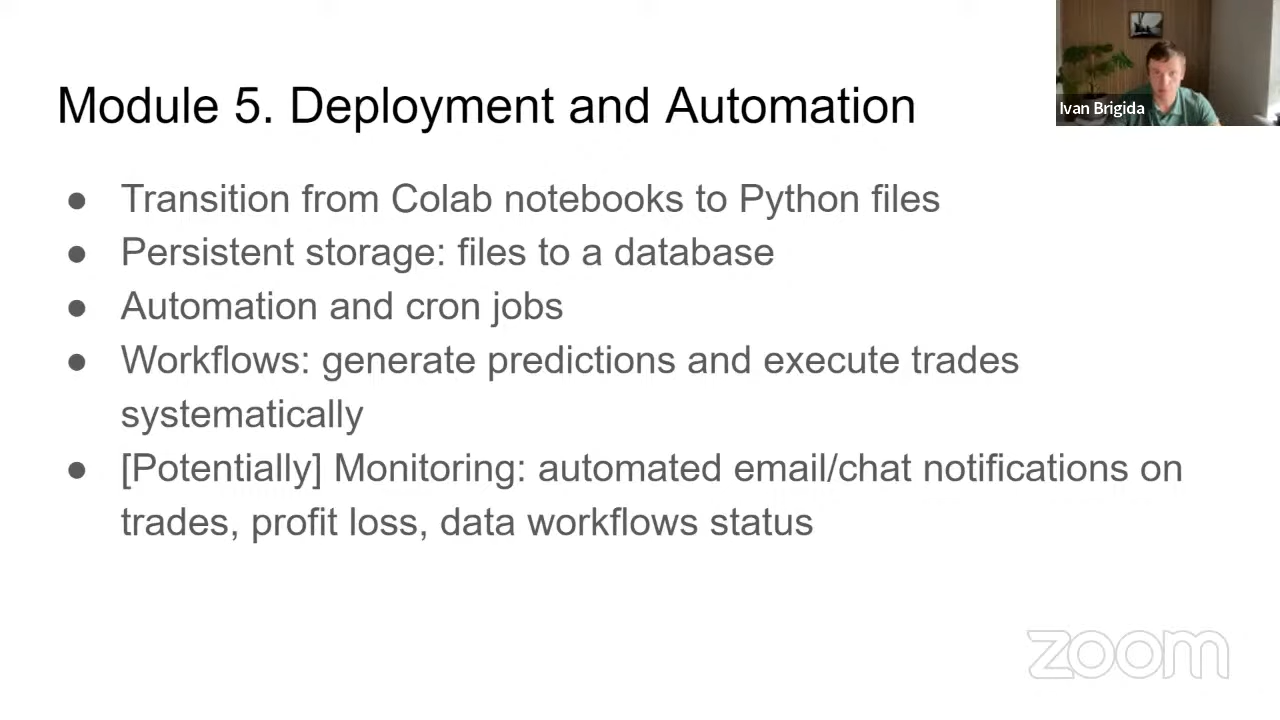 Module 5. Deployment and Automation
Ivan Brigida
● Transition from Colab notebooks to Python files
● Persistent storage: files to a database
● Automation and cron jobs
● Workflows: generate predictions and execute trades
systematically
● [Potentially] Monitoring: automated email/chat notifications on
trades, profit loss, data workflows status
zoom